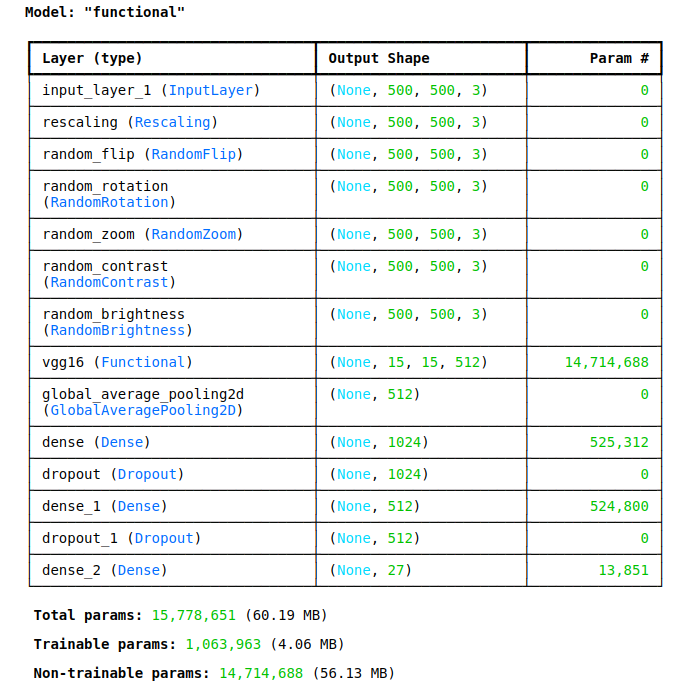 Model: "functional"
Layer (type) Output Shape Param #
input_layer_1 (InputLayer) (None, 500, 500, 3) 0
rescaling (Rescaling) (None, 500, 500, 3) 0
random_flip (RandomFlip) (None, 500, 500, 3) 0
random_rotation (None, 500, 500, 3) 0
(RandomRotation)
random_zoom (RandomZoom) (None, 500, 500, 3) 0
random_contrast (None, 500, 500, 3) 0
(RandomContrast)
random_brightness (None, 500, 500, 3) 0
(RandomBrightness)
vgg16 (Functional) (None, 15, 15, 512) 14,714,688
global_average_pooling2d (None, 512) 0
(GlobalAveragePooling2D)
dense (Dense) (None, 1024) 525,312
dropout (Dropout) (None, 1024) 0
dense_1 (Dense) (None, 512) 524,800
dropout_1 (Dropout) (None, 512) 0
dense_2 (Dense) (None, 27) 13,851
Total params: 15,778,651 (60.19 MB)
Trainable params: 1,063,963 (4.06 MB)
Non-trainable params: 14,714,688 (56.13 MB)